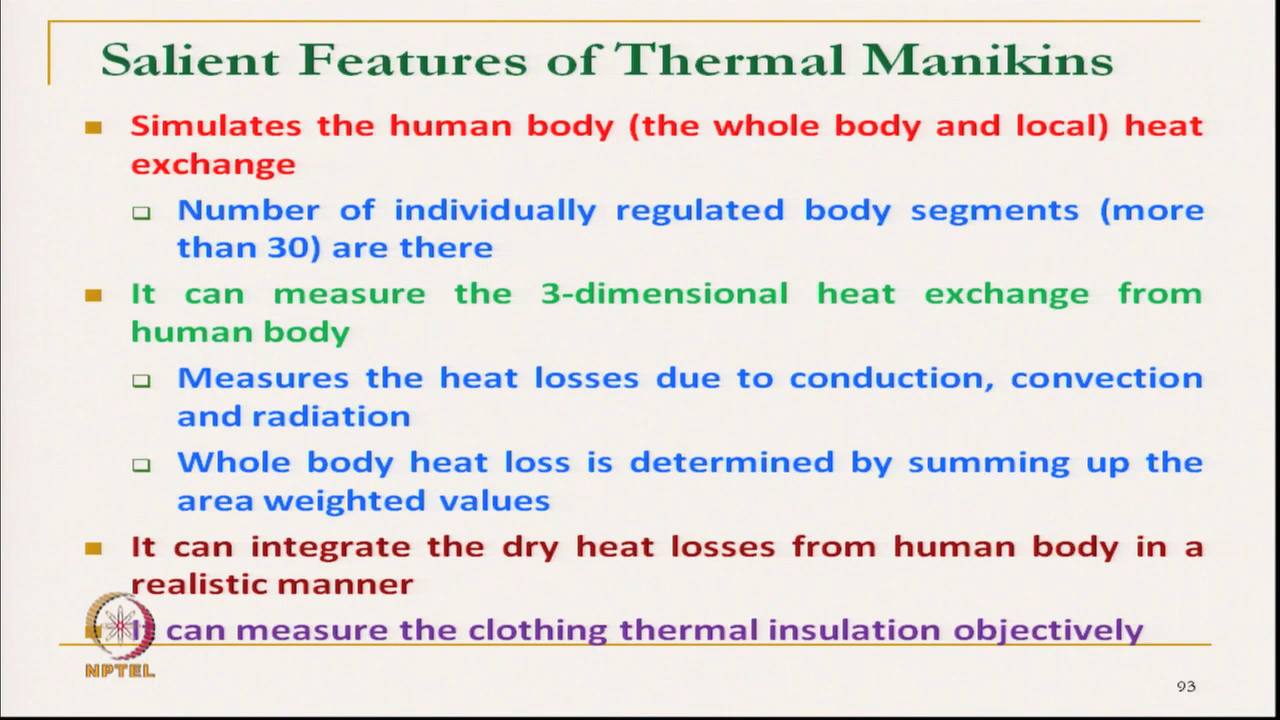 Salient Features of Thermal Manikins
Simulates the human body (the whole body and local) heat
exchange
Number of individually regulated body segments (more
than 30) are there
It can measure the 3-dimensional heat exchange from
human body
Measures the heat losses due to conduction, convection
and radiation
Whole body heat loss is determined by summing up the
area weighted values
It can integrate the dry heat losses from human body in a
realistic manner
It can measure the clothing thermal insulation objectively
NPTEL
93